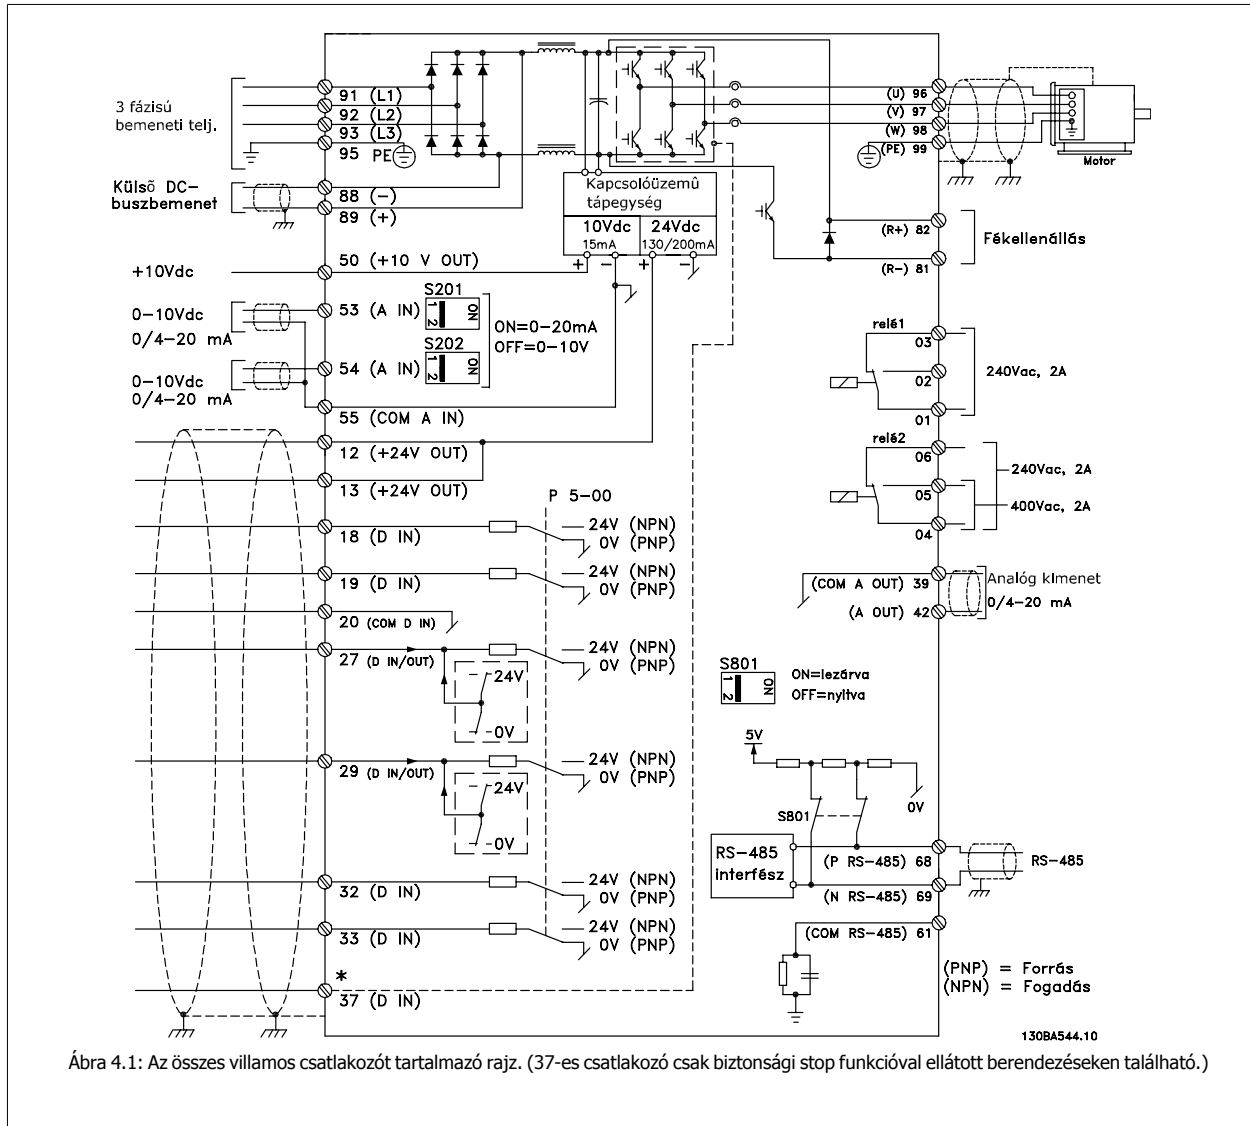 3 fázisú
bemeneti telj.
91 (L1)
92 (L2)
93 (L3)
95 PE
Külsõ DC-
buszbemenet
88 (−)
89 (+)
+10Vdc
50 (+10 V OUT)
0−10Vdc
0/4−20 mA
53 (A IN)
S201
1 2
ON
ON=0−20mA
OFF=0−10V
S202
1 2
ON
0−10Vdc
0/4−20 mA
54 (A IN)
55 (COM A IN)
12 (+24V OUT)
13 (+24V OUT)
P 5-00
18 (D IN)
24V (NPN)
0V (PNP)
19 (D IN)
24V (NPN)
0V (PNP)
20 (COM D IN)
27 (D IN/OUT)
24V (NPN)
0V (PNP)
24V
0V
29 (D IN/OUT)
24V (NPN)
0V (PNP)
24V
0V
32 (D IN)
24V (NPN)
0V (PNP)
33 (D IN)
24V (NPN)
0V (PNP)
*
37 (D IN)
Kapcsolóüzemû
tápegység
10Vdc
15mA
24Vdc
130/200mA
+ − + −
(U) 96
(V) 97
(W) 98
(PE) 99
Motor
(R+) 82
(R−) 81
Fékellenállás
relé1
03
02
01
240Vac, 2A
relé2
06
05
04
240Vac, 2A
400Vac, 2A
(COM A OUT) 39
(A OUT) 42
Analóg kImenet
0/4−20 mA
S801
1 2
ON
ON=lezárva
OFF=nyitva
5V
0V
S801
RS−485
interfész
(P RS−485) 68
(N RS−485) 69
RS−485
(COM RS−485) 61
(PNP) = Forrás
(NPN) = Fogadás
130BA544.10
Ábra 4.1: Az összes villamos csatlakozót tartalmazó rajz. (37-es csatlakozó csak biztonsági stop funkcióval ellátott berendezéseken található.)